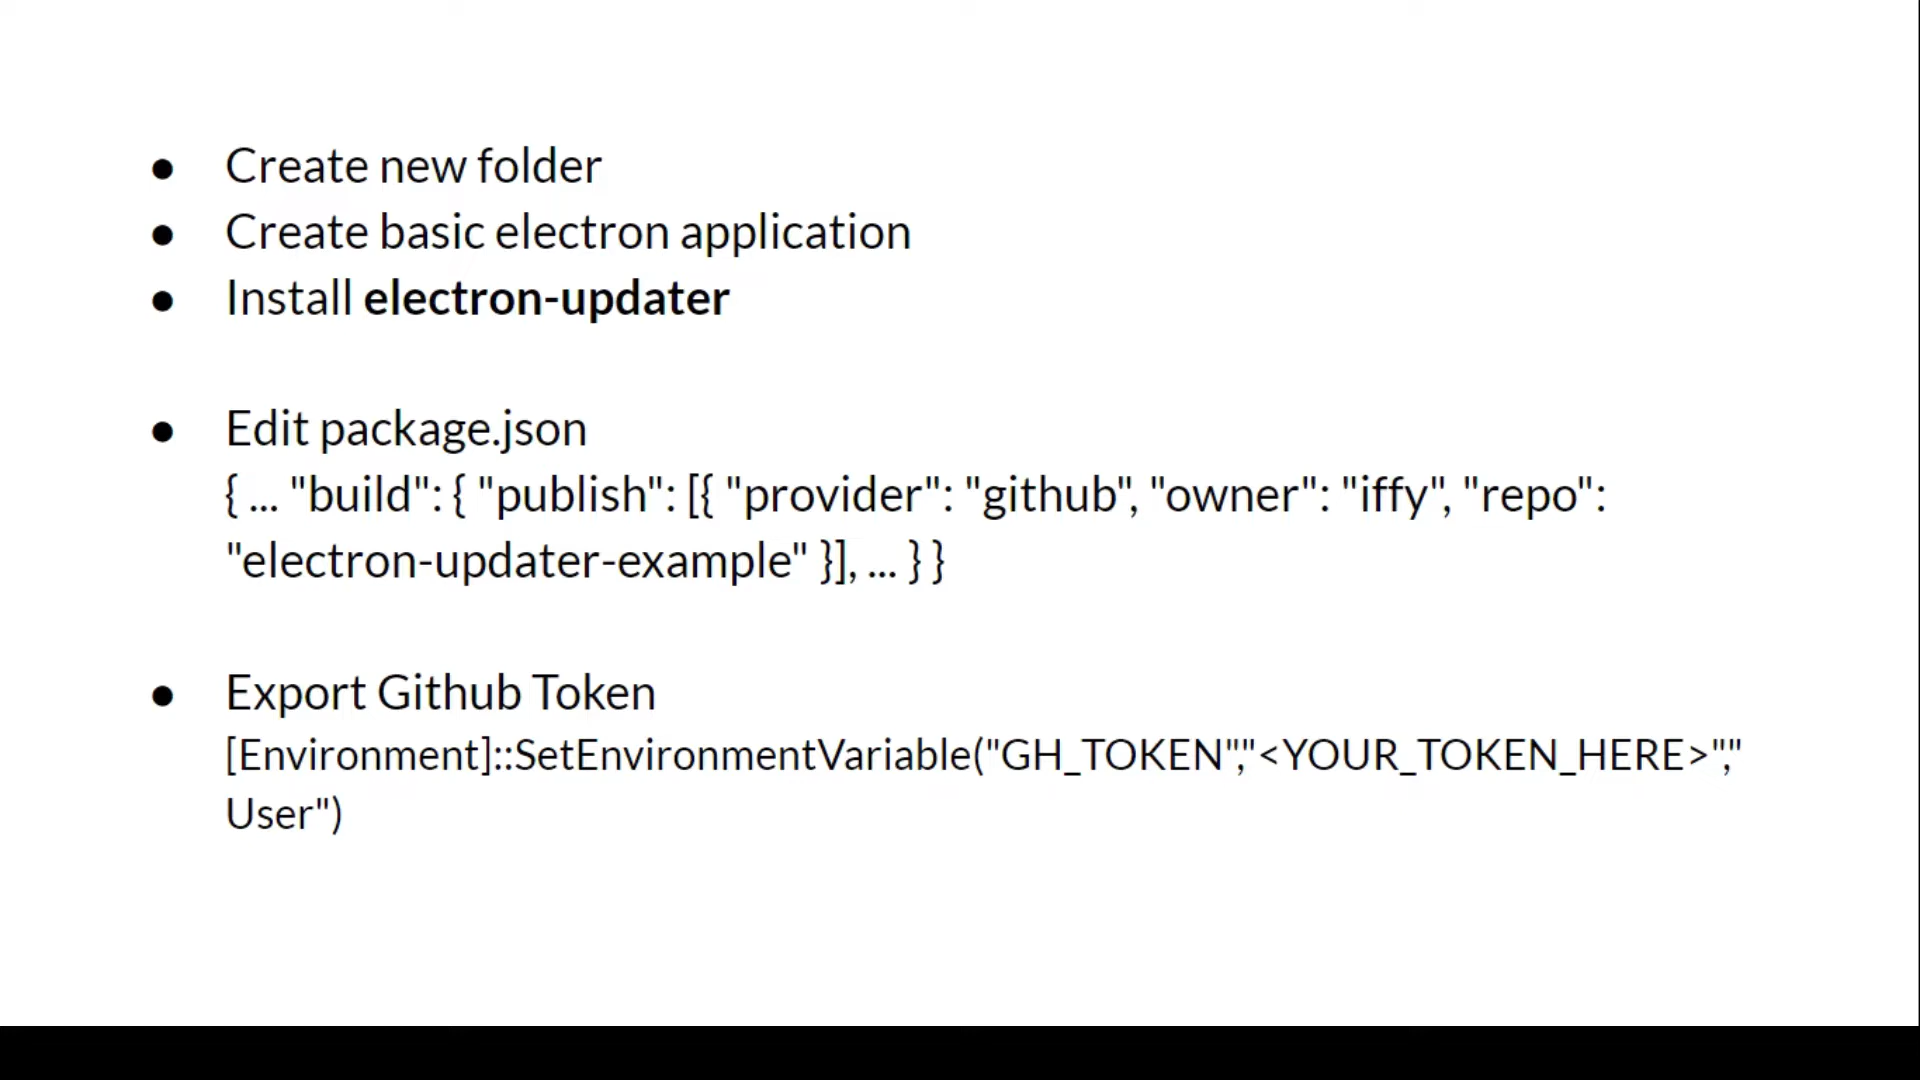 ● Create new folder
● Create basic electron application
● Install electron-updater
● Edit package.json
{ ... "build": { "publish": [{ "provider": "github", "owner": "iffy", "repo":
"electron-updater-example" }], ... } }
● Export Github Token
[Environment]::SetEnvironmentVariable("GH_TOKEN","<YOUR_TOKEN_HERE>","
User")